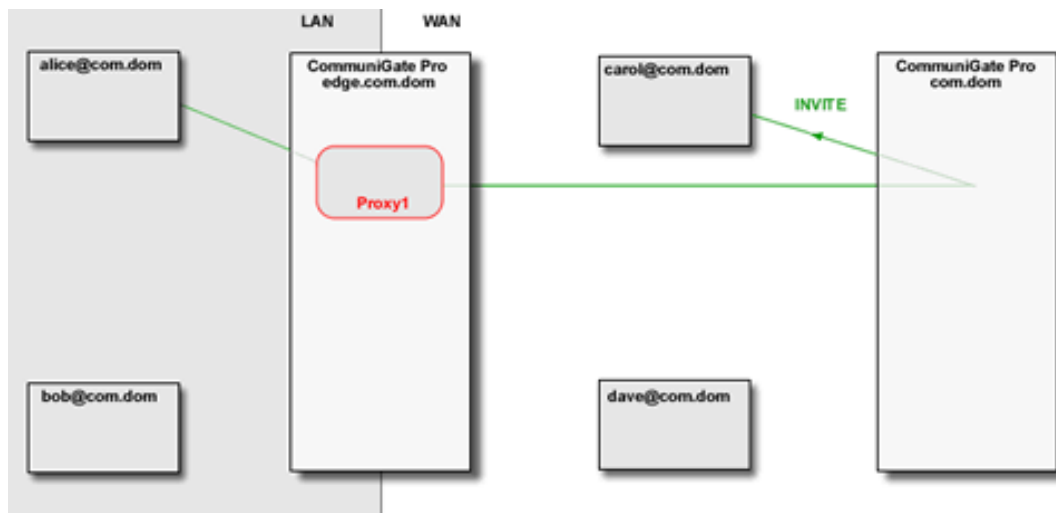 LAN
WAN
alice@com.dom
CommuniGate Pro
edge.com.dom
carol@com.dom
CommuniGate Pro
com.dom
INVITE
Proxy1
bob@com.dom
dave@com.dom